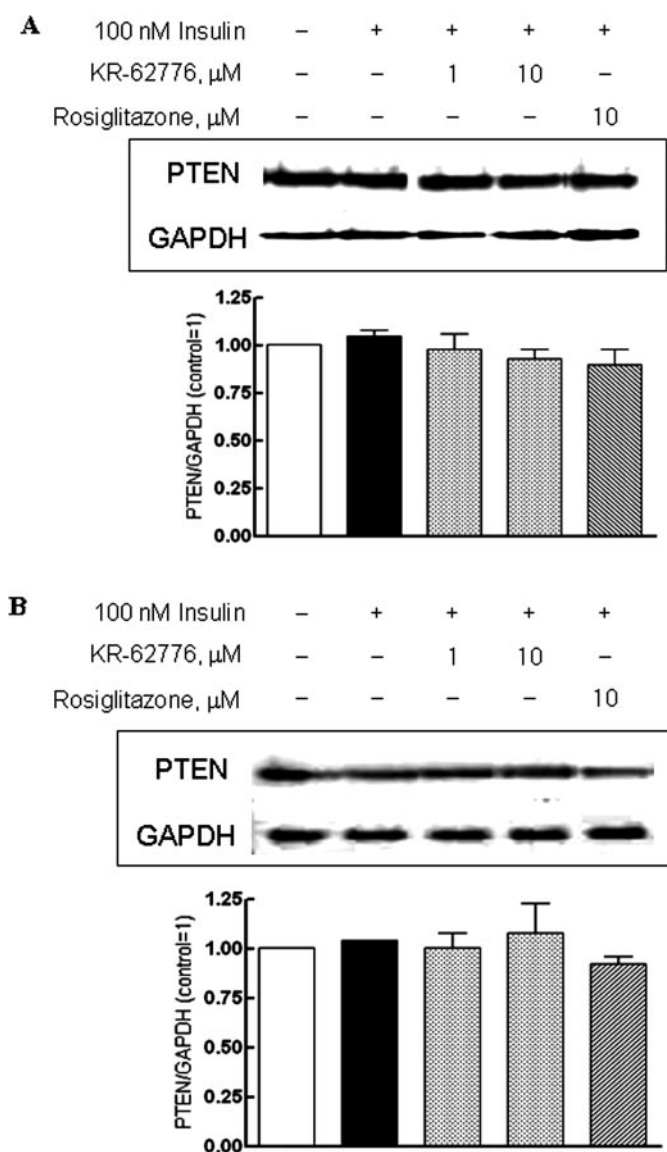 A
100 nM Insulin – + + + +
KR-62776, μM – – 1 10 –
Rosiglitazone, μM – – – – 10
PTEN
GAPDH
PTEN/GAPDH (control=1)
1.25
1.00
0.75
0.50
0.25
0.00
B
100 nM Insulin – + + + +
KR-62776, μM – – 1 10 –
Rosiglitazone, μM – – – – 10
PTEN
GAPDH
PTEN/GAPDH (control=1)
1.25
1.00
0.75
0.50
0.25
0.00